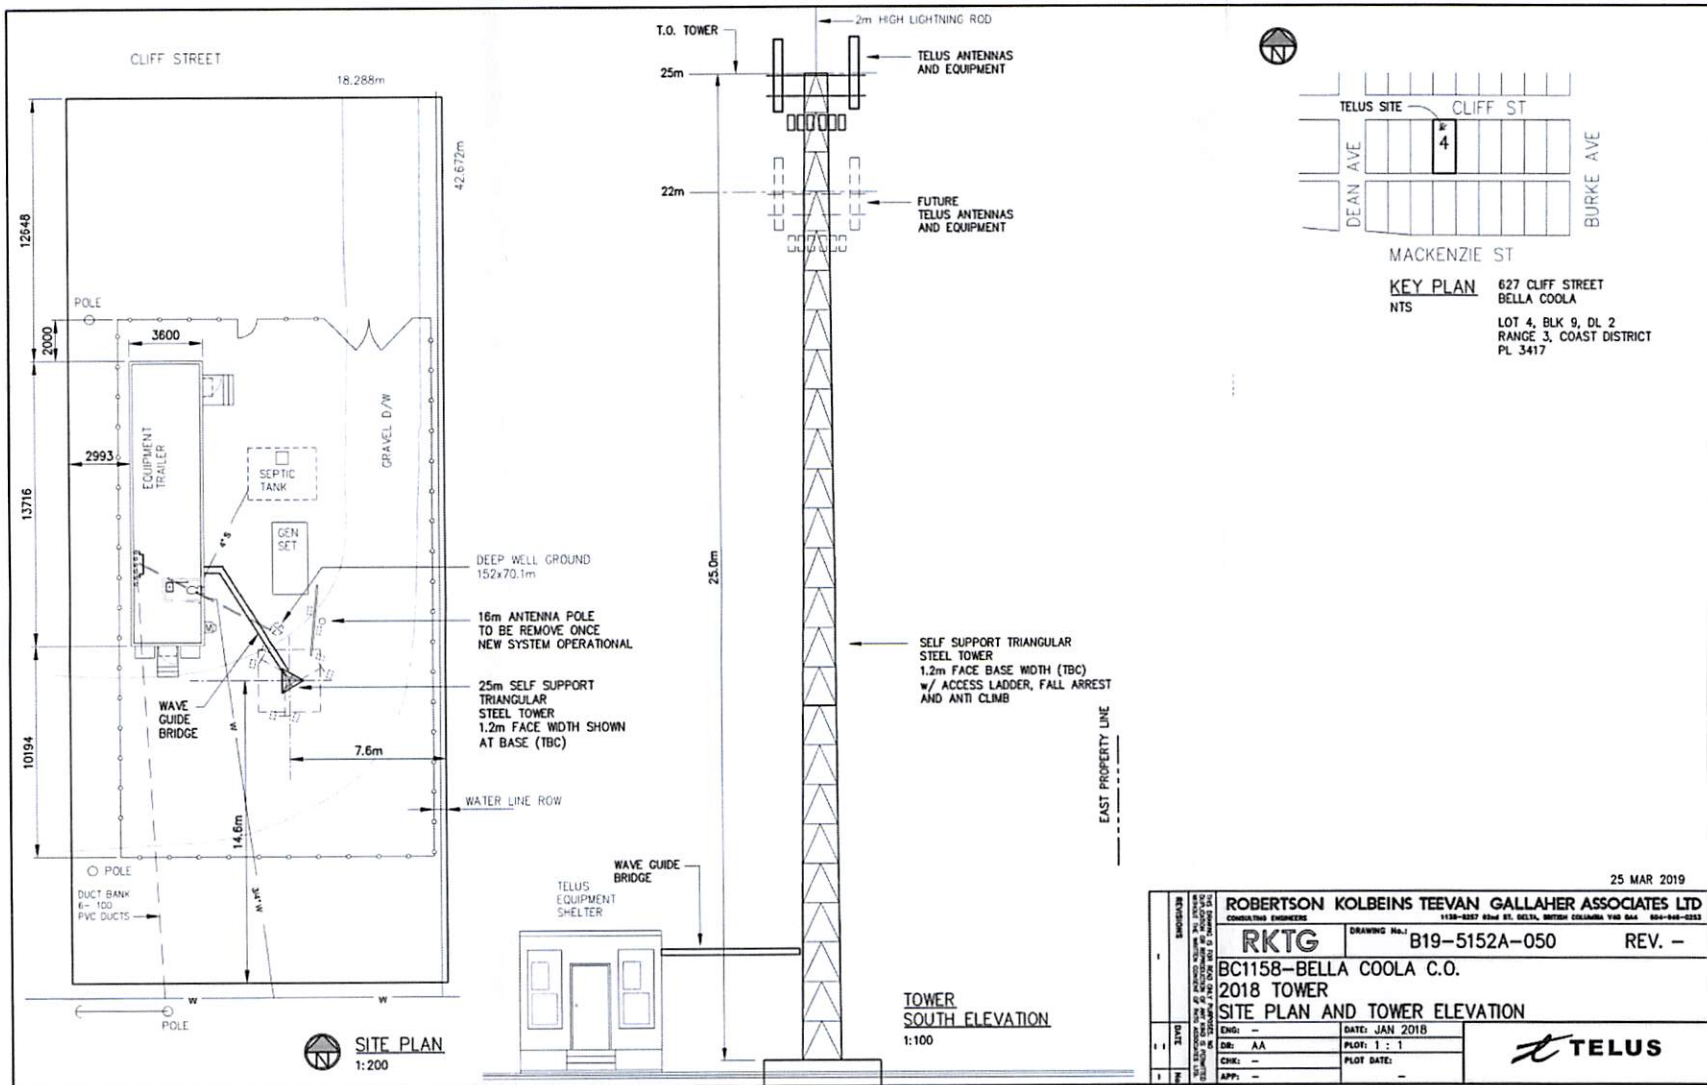 CLIFF STREET
18.288m
42.672m
12648
POLE
2000
3600
EQUIPMENT
TRAILER
2993
13716
SEPTIC
TANK
GRAVEL D/W
4" S
GEN
SET
DEEP WELL GROUND
152x70.1m
16m ANTENNA POLE
TO BE REMOVE ONCE
NEW SYSTEM OPERATIONAL
25m SELF SUPPORT
TRIANGULAR
STEEL TOWER
1.2m FACE WIDTH SHOWN
AT BASE (TBC)
WAVE
GUIDE
BRIDGE
W
7.6m
10194
WATER LINE ROW
14.6m
POLE
DUCT BANK
6- 100
PVC DUCTS
3/4" W
W
W
POLE
N
SITE PLAN
1:200
2m HIGH LIGHTNING ROD
T.O. TOWER
25m
TELUS ANTENNAS
AND EQUIPMENT
22m
FUTURE
TELUS ANTENNAS
AND EQUIPMENT
25.0m
SELF SUPPORT TRIANGULAR
STEEL TOWER
1.2m FACE BASE WIDTH (TBC)
w/ ACCESS LADDER, FALL ARREST
AND ANTI CLIMB
EAST PROPERTY LINE
WAVE GUIDE
BRIDGE
TELUS
EQUIPMENT
SHELTER
TOWER
SOUTH ELEVATION
1:100
N
TELUS SITE
CLIFF ST
4
DEAN AVE
BURKE AVE
MACKENZIE ST
KEY PLAN
NTS
627 CLIFF STREET
BELLA COOLA
LOT 4, BLK 9, DL 2
RANGE 3, COAST DISTRICT
PL 3417
25 MAR 2019
REVISIONS
DATE
No
ROBERTSON KOLBEINS TEEVAN GALLAHER ASSOCIATES LTD
CONSULTING ENGINEERS
RKTG
DRAWING No.: B19-5152A-050 REV. -
BC1158-BELLA COOLA C.O.
2018 TOWER
SITE PLAN AND TOWER ELEVATION
ENG: -
DATE: JAN 2018
DR: AA
PLOT: 1 : 1
CHK: -
PLOT DATE:
APP: -
-
TELUS